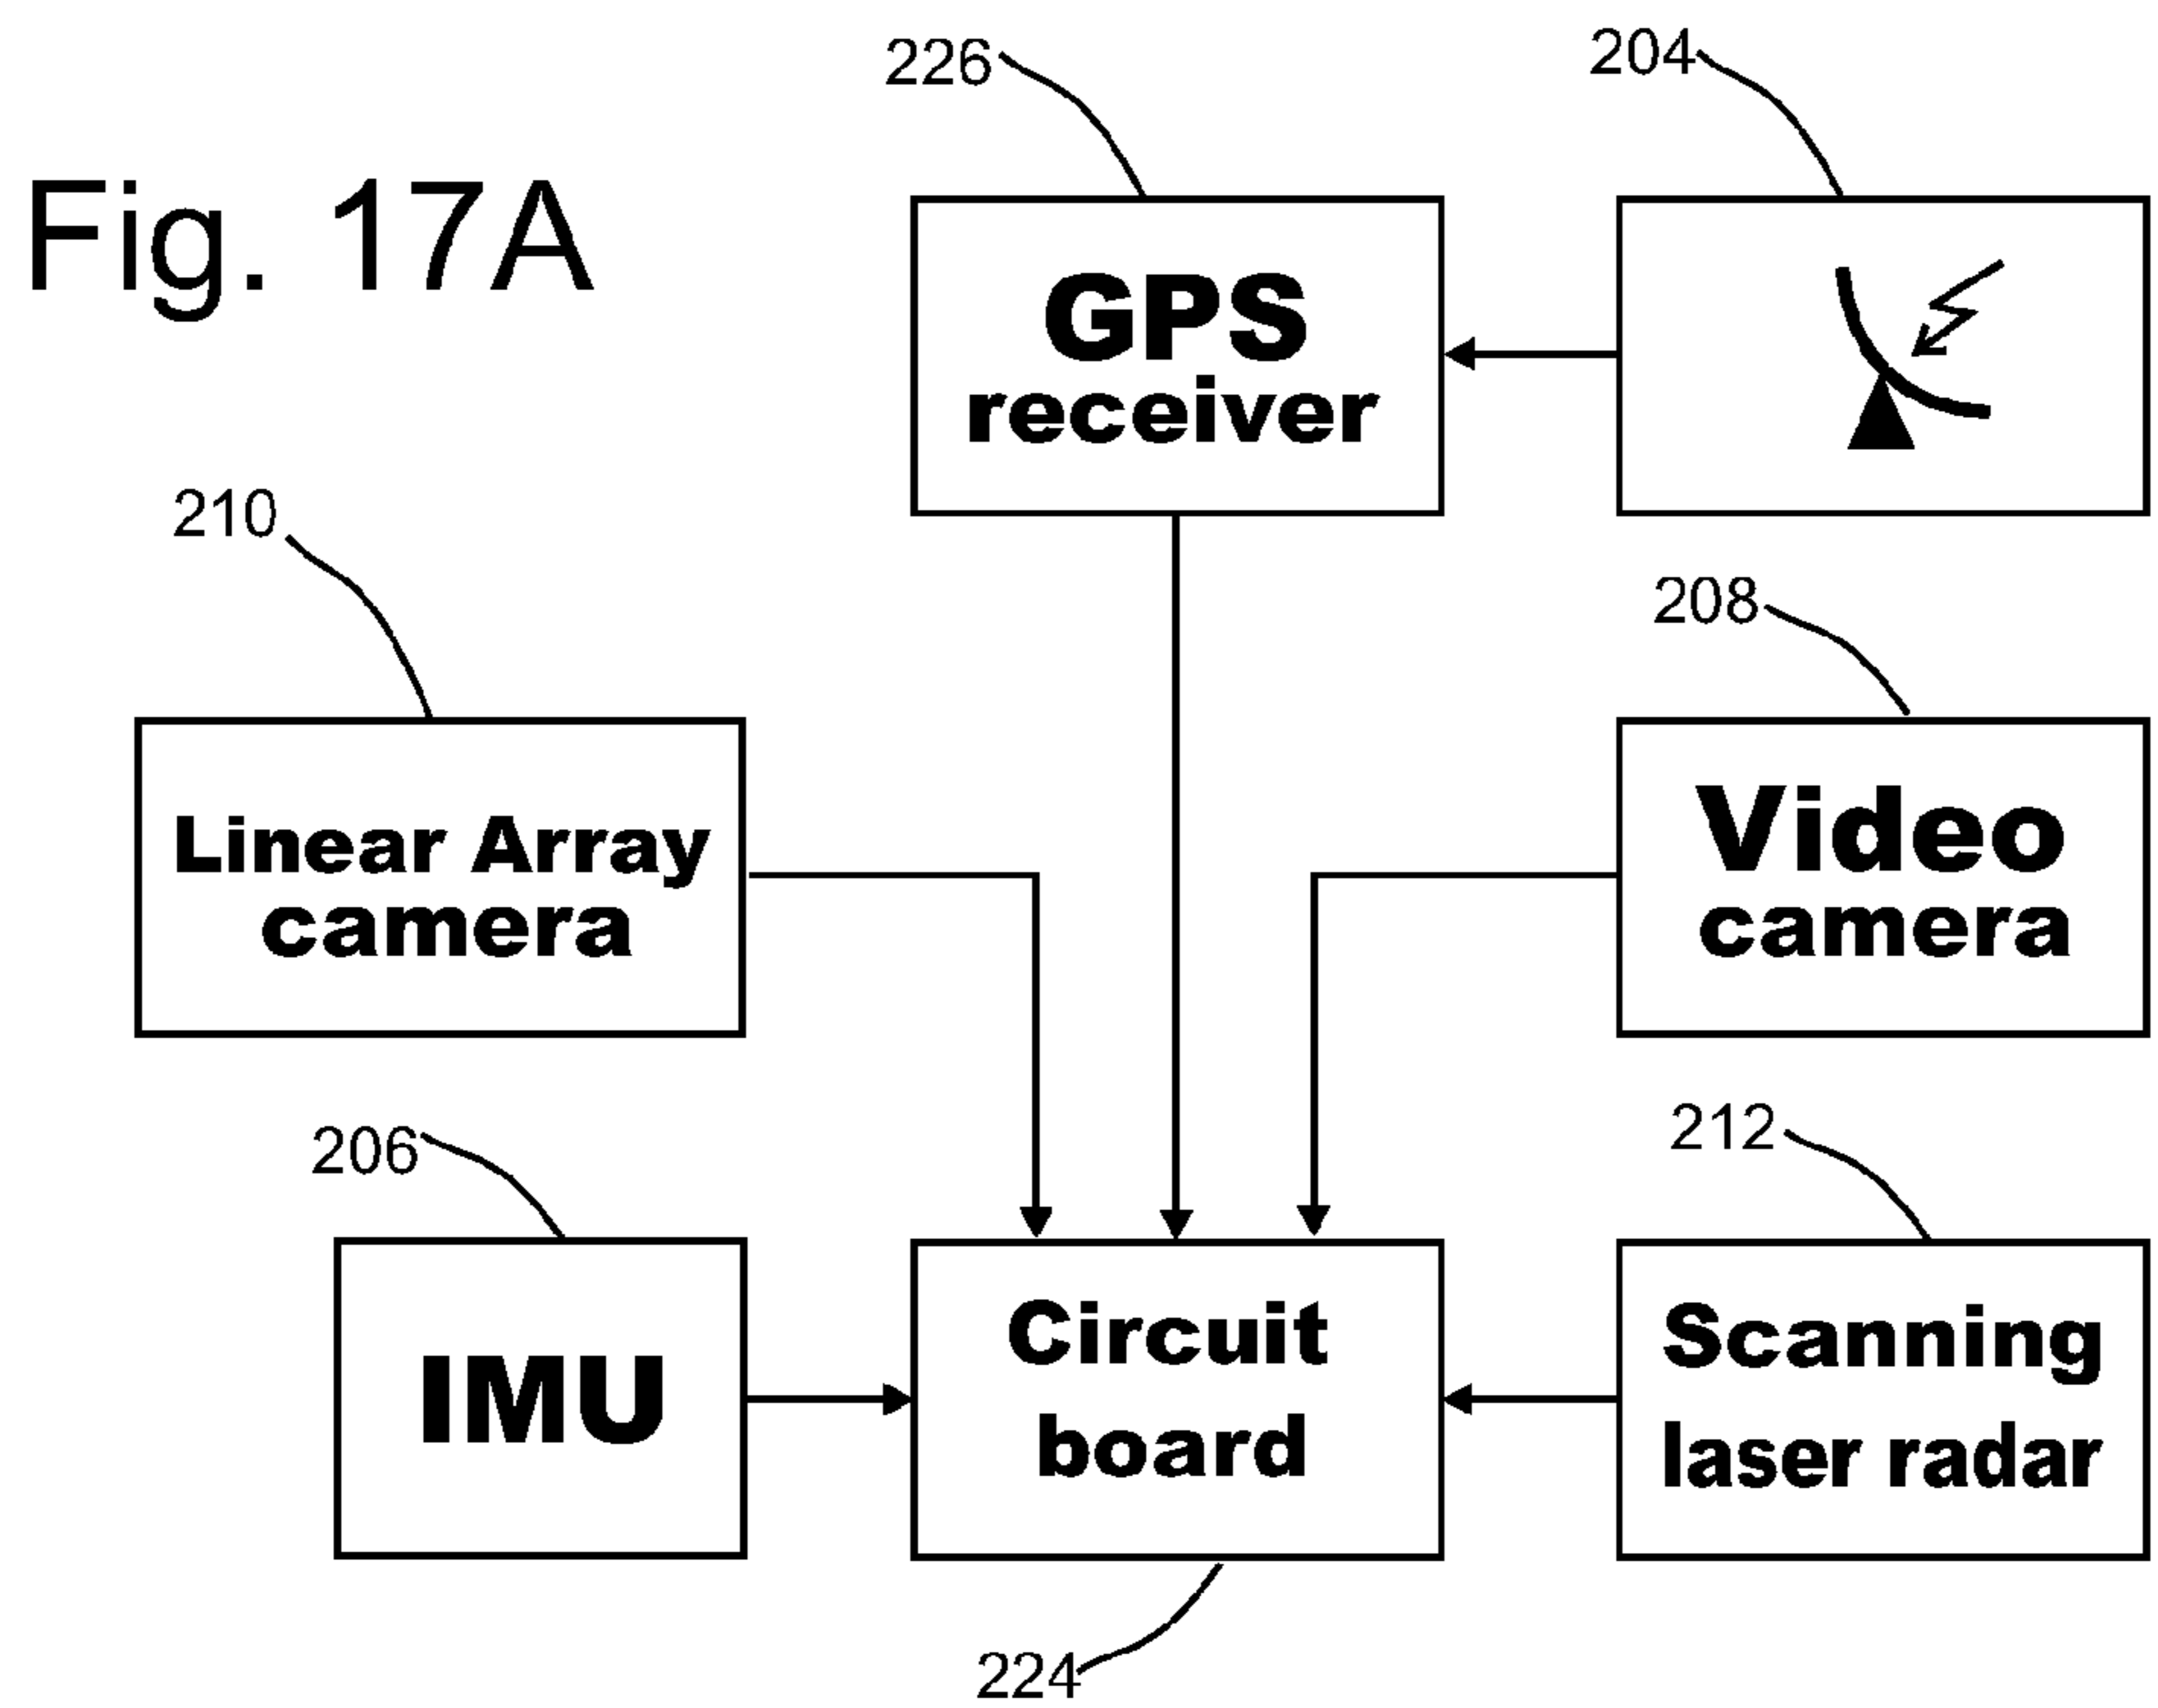 226
204
Fig. 17A
GPS
receiver
210
208
Linear Array
camera
Video
camera
206
212
IMU
Circuit
board
Scanning
laser radar
224